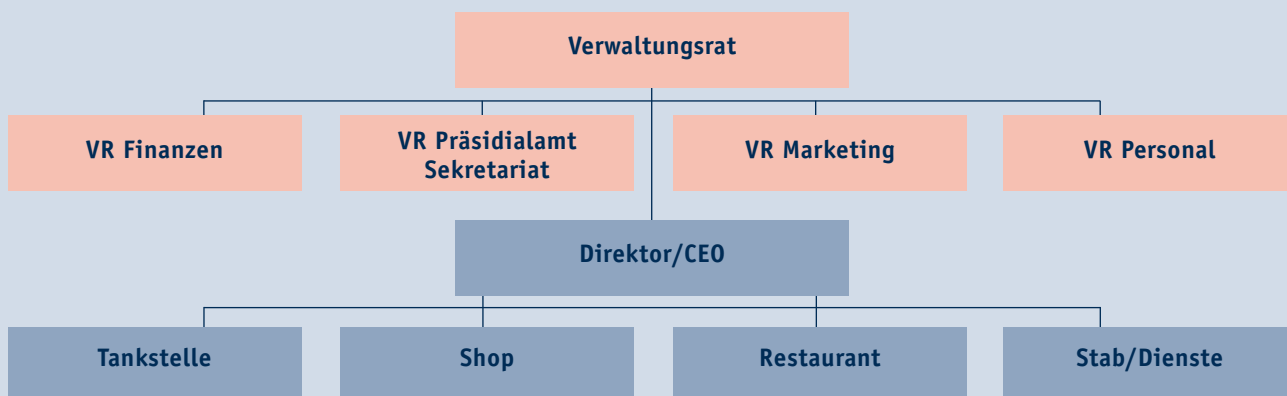 Verwaltungsrat
VR Finanzen
VR Präsidialamt
Sekretariat
VR Marketing
VR Personal
Direktor/CEO
Tankstelle
Shop
Restaurant
Stab/Dienste